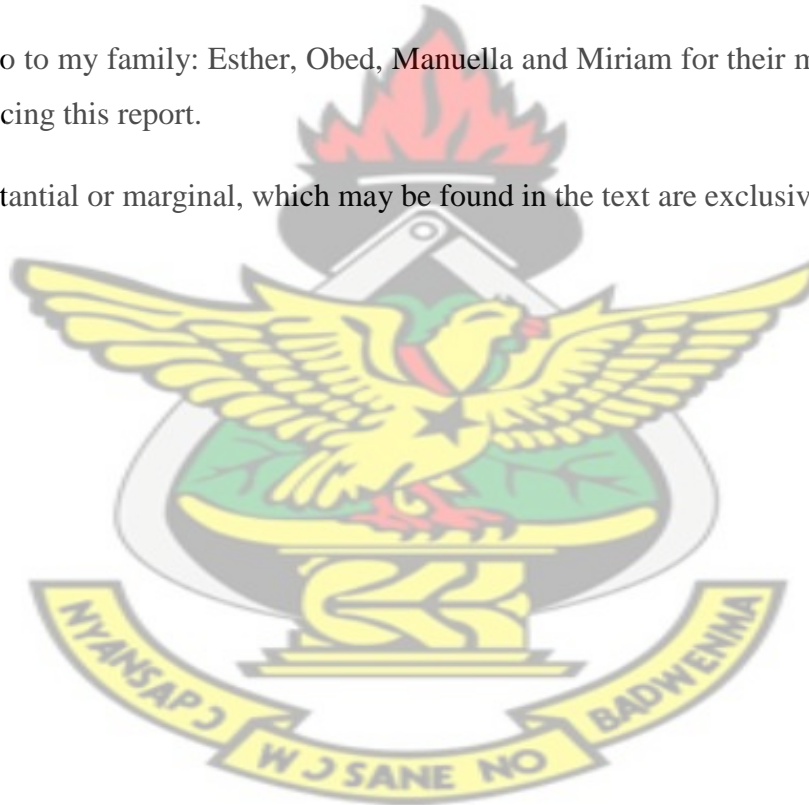 o to my family: Esther, Obed, Manuella and Miriam for their m
cing this report.
tantial or marginal, which may be found in the text are exclusiv
NYANSAPƆ
WƆSANE NO
BADWENMA